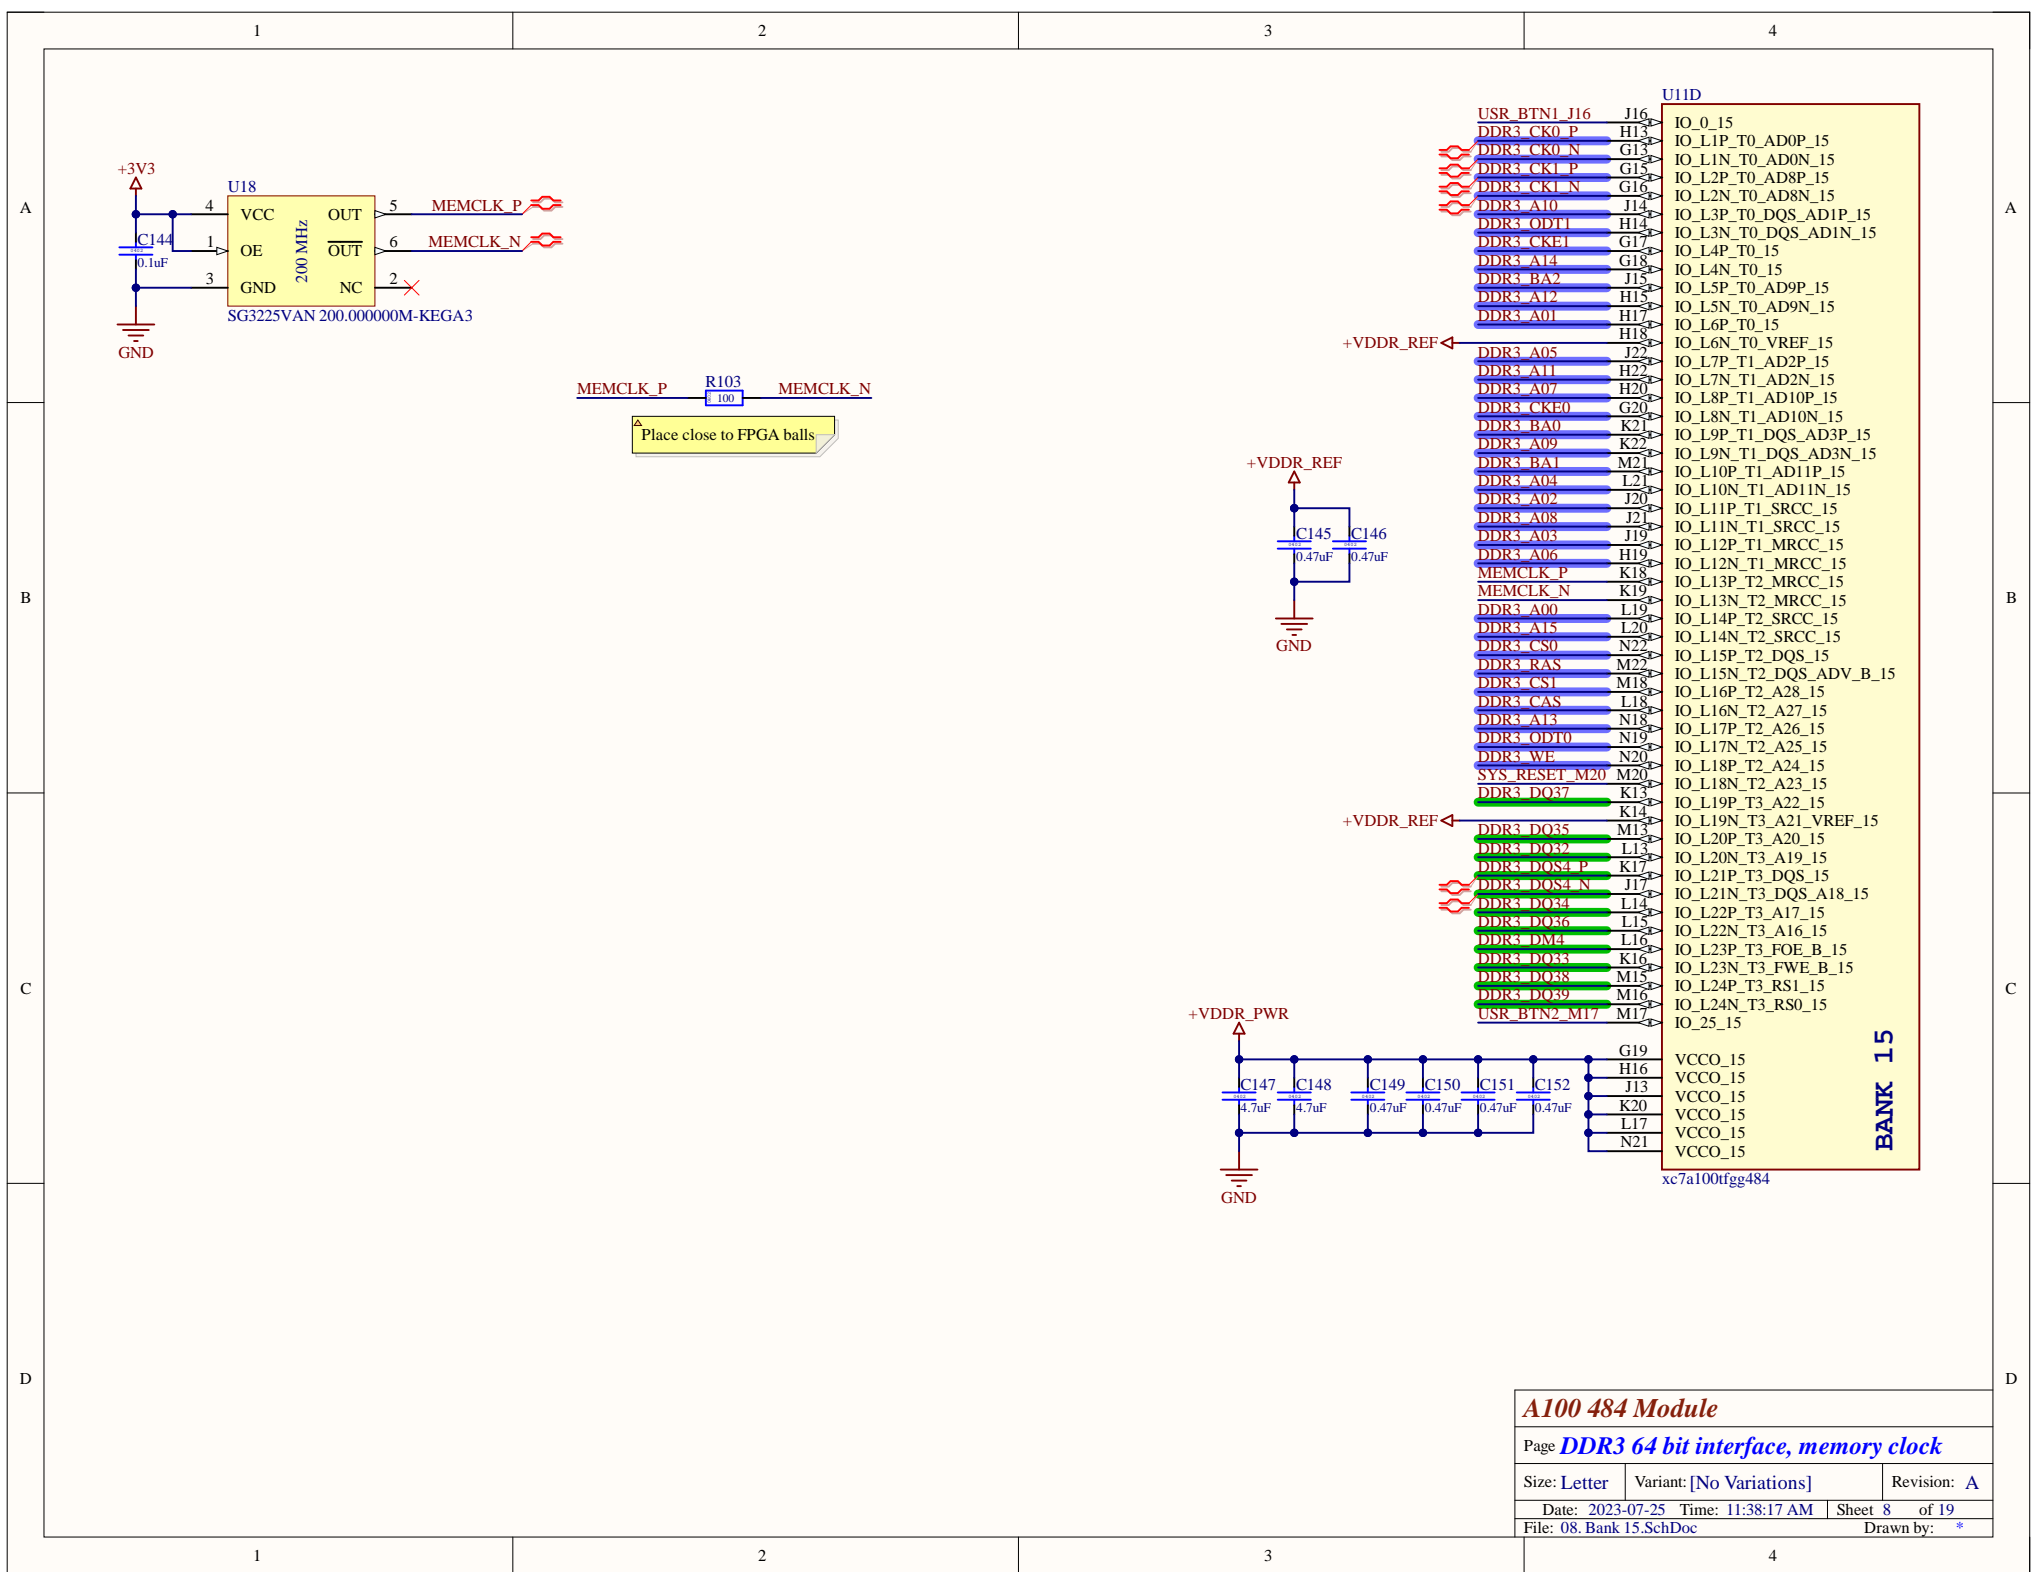 1 2 3 4
A
B
C
D
+3V3
U18
4 VCC OUT 5 MEMCLK_P
C144
0.1uF
1 OE OUT 6 MEMCLK_N
200 MHz
3 GND NC 2
SG3225VAN 200.000000M-KEGA3
GND
MEMCLK_P R103 MEMCLK_N
100
Place close to FPGA balls
+VDDR_REF
C145 C146
0.47uF 0.47uF
GND
+VDDR_PWR
C147 C148 C149 C150 C151 C152
4.7uF 4.7uF 0.47uF 0.47uF 0.47uF 0.47uF
GND
U11D
USR_BTN1_J16 J16 IO_0_15
DDR3_CK0_P H13 IO_L1P_T0_AD0P_15
DDR3_CK0_N G13 IO_L1N_T0_AD0N_15
DDR3_CK1_P G15 IO_L2P_T0_AD8P_15
DDR3_CK1_N G16 IO_L2N_T0_AD8N_15
DDR3_A10 J14 IO_L3P_T0_DQS_AD1P_15
DDR3_ODT1 H14 IO_L3N_T0_DQS_AD1N_15
DDR3_CKE1 G17 IO_L4P_T0_15
DDR3_A14 G18 IO_L4N_T0_15
DDR3_BA2 J15 IO_L5P_T0_AD9P_15
DDR3_A12 H15 IO_L5N_T0_AD9N_15
DDR3_A01 H17 IO_L6P_T0_15
+VDDR_REF H18 IO_L6N_T0_VREF_15
DDR3_A05 J22 IO_L7P_T1_AD2P_15
DDR3_A11 H22 IO_L7N_T1_AD2N_15
DDR3_A07 H20 IO_L8P_T1_AD10P_15
DDR3_CKE0 G20 IO_L8N_T1_AD10N_15
DDR3_BA0 K21 IO_L9P_T1_DQS_AD3P_15
DDR3_A09 K22 IO_L9N_T1_DQS_AD3N_15
DDR3_BA1 M21 IO_L10P_T1_AD11P_15
DDR3_A04 L21 IO_L10N_T1_AD11N_15
DDR3_A02 J20 IO_L11P_T1_SRCC_15
DDR3_A08 J21 IO_L11N_T1_SRCC_15
DDR3_A03 J19 IO_L12P_T1_MRCC_15
DDR3_A06 H19 IO_L12N_T1_MRCC_15
MEMCLK_P K18 IO_L13P_T2_MRCC_15
MEMCLK_N K19 IO_L13N_T2_MRCC_15
DDR3_A00 L19 IO_L14P_T2_SRCC_15
DDR3_A15 L20 IO_L14N_T2_SRCC_15
DDR3_CS0 N22 IO_L15P_T2_DQS_15
DDR3_RAS M22 IO_L15N_T2_DQS_ADV_B_15
DDR3_CS1 M18 IO_L16P_T2_A28_15
DDR3_CAS L18 IO_L16N_T2_A27_15
DDR3_A13 N18 IO_L17P_T2_A26_15
DDR3_ODT0 N19 IO_L17N_T2_A25_15
DDR3_WE N20 IO_L18P_T2_A24_15
SYS_RESET_M20 M20 IO_L18N_T2_A23_15
DDR3_DQ37 K13 IO_L19P_T3_A22_15
+VDDR_REF K14 IO_L19N_T3_A21_VREF_15
DDR3_DQ35 M13 IO_L20P_T3_A20_15
DDR3_DQ32 L13 IO_L20N_T3_A19_15
DDR3_DQS4_P K17 IO_L21P_T3_DQS_15
DDR3_DQS4_N J17 IO_L21N_T3_DQS_A18_15
DDR3_DQ34 L14 IO_L22P_T3_A17_15
DDR3_DQ36 L15 IO_L22N_T3_A16_15
DDR3_DM4 L16 IO_L23P_T3_FOE_B_15
DDR3_DQ33 K16 IO_L23N_T3_FWE_B_15
DDR3_DQ38 M15 IO_L24P_T3_RS1_15
DDR3_DQ39 M16 IO_L24N_T3_RS0_15
USR_BTN2_M17 M17 IO_25_15
G19 VCCO_15
H16 VCCO_15
J13 VCCO_15
K20 VCCO_15
L17 VCCO_15
N21 VCCO_15
BANK 15
xc7a100tfgg484
A
B
C
D
A100 484 Module
Page DDR3 64 bit interface, memory clock
Size: Letter Variant: [No Variations] Revision: A
Date: 2023-07-25 Time: 11:38:17 AM Sheet 8 of 19
File: 08. Bank 15.SchDoc Drawn by: *
1 2 3 4